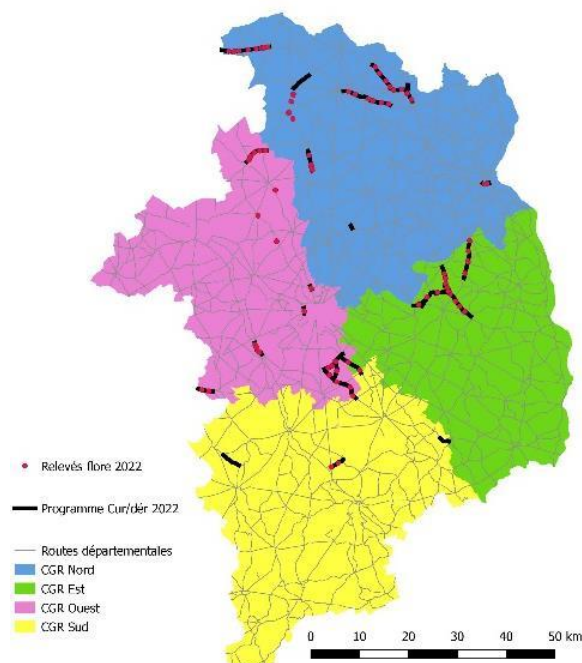 Relevés flore 2022
Programme Cur/dér 2022
Routes départementales
CGR Nord
CGR Est
CGR Ouest
CGR Sud
0 10 20 30 40 50 km